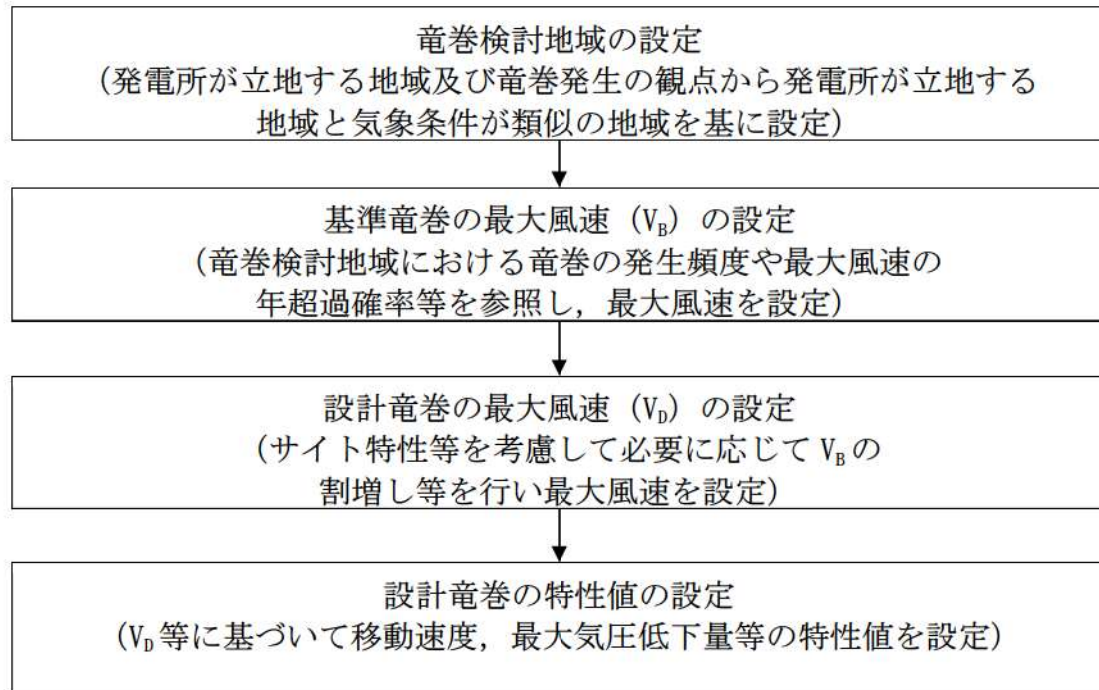 竜巻検討地域の設定
(発電所が立地する地域及び竜巻発生の観点から発電所が立地する
地域と気象条件が類似の地域を基に設定)
基準竜巻の最大風速 (V_B) の設定
(竜巻検討地域における竜巻の発生頻度や最大風速の
年超過確率等を参照し，最大風速を設定)
設計竜巻の最大風速 (V_D) の設定
(サイト特性等を考慮して必要に応じて V_B の
割増し等を行い最大風速を設定)
設計竜巻の特性値の設定
(V_D 等に基づいて移動速度，最大気圧低下量等の特性値を設定)